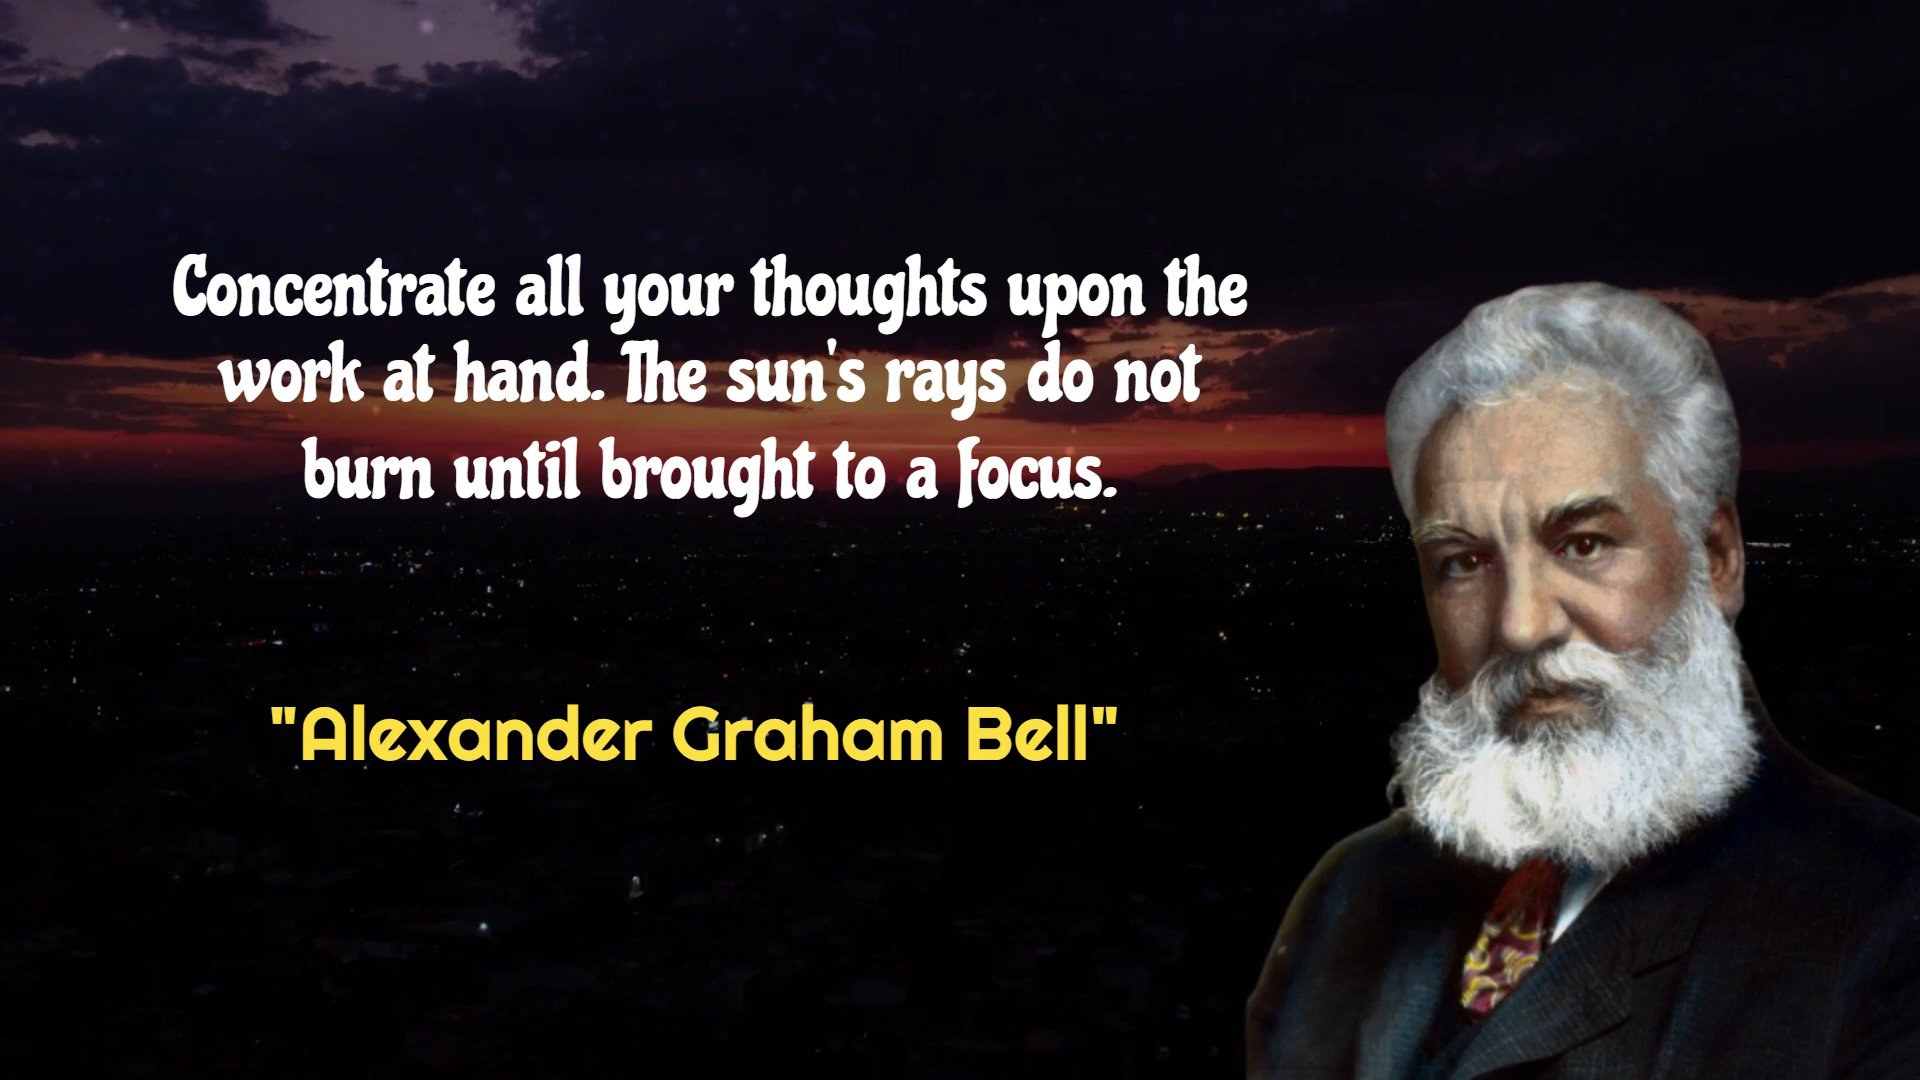 Concentrate all your thoughts upon the
work at hand. The sun's rays do not
burn until brought to a focus.
"Alexander Graham Bell"